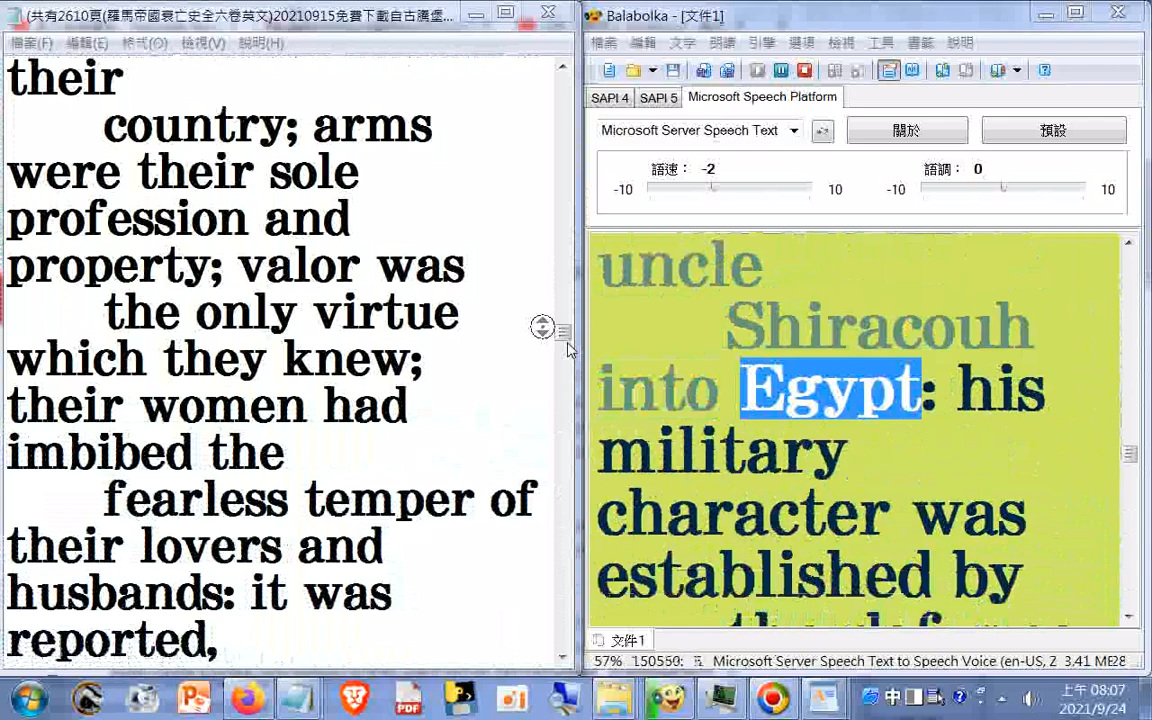 (共有2610頁(羅馬帝國衰亡史全六卷英文)20210915免費下載自古騰堡...
檔案(F) 編輯(E) 格式(O) 檢視(V) 說明(H)
their
country; arms
were their sole
profession and
property; valor was
the only virtue
which they knew;
their women had
imbibed the
fearless temper of
their lovers and
husbands: it was
reported,
Balabolka - [文件1]
檔案 編輯 文字 朗讀 引擎 選項 檢視 工具 書籤 說明
SAPI 4 SAPI 5 Microsoft Speech Platform
Microsoft Server Speech Text 關於 預設
語速： -2 語調： 0
-10 10 -10 10
uncle
Shiracouh
into Egypt: his
military
character was
established by
文件1
57% Microsoft Server Speech Text to Speech Voice (en-US, Z
中 上午 08:07
2021/9/24